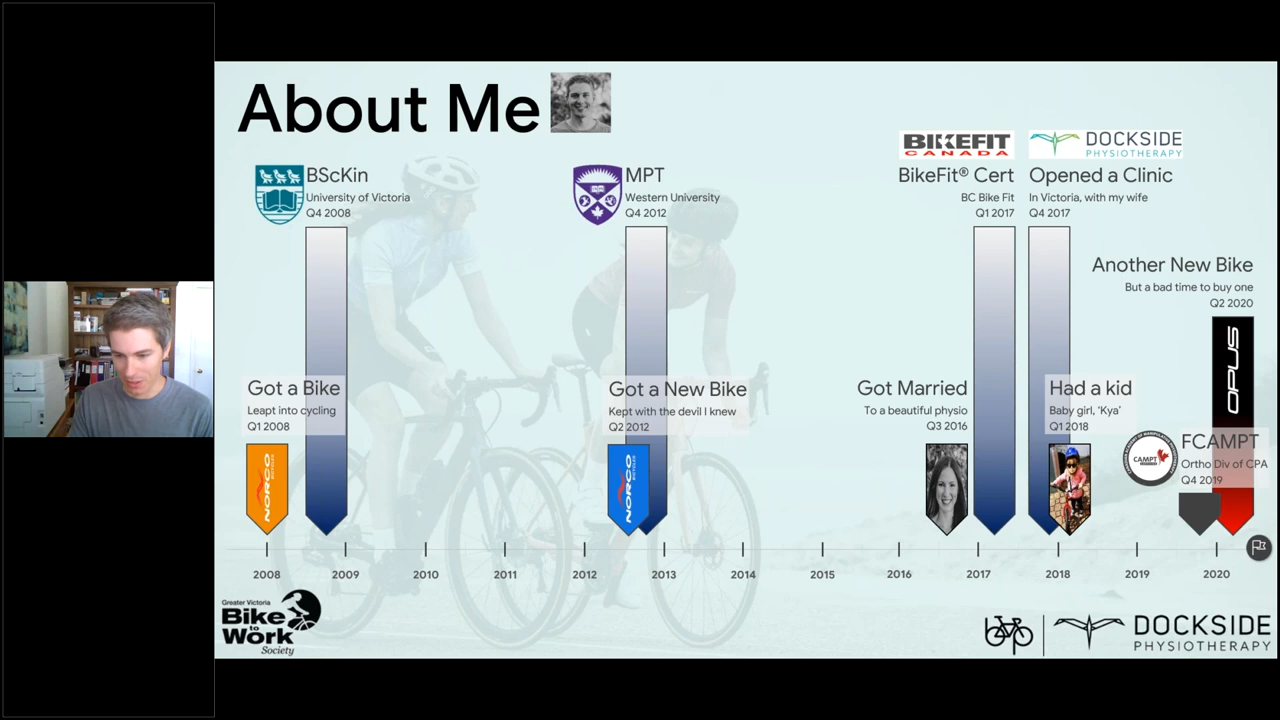 About Me
BScKin
University of Victoria
Q4 2008
MPT
Western University
Q4 2012
BIKEFIT
CANADA
BikeFit® Cert
BC Bike Fit
Q1 2017
DOCKSIDE
PHYSIOTHERAPY
Opened a Clinic
In Victoria, with my wife
Q4 2017
Another New Bike
But a bad time to buy one
Q2 2020
OPUS
Got a Bike
Leapt into cycling
Q1 2008
NORCO
BICYCLES
Got a New Bike
Kept with the devil I knew
Q2 2012
NORCO
BICYCLES
Got Married
To a beautiful physio
Q3 2016
Had a kid
Baby girl, 'Kya'
Q1 2018
CAMPT
FCAMPT
Ortho Div of CPA
Q4 2019
2008 2009 2010 2011 2012 2013 2014 2015 2016 2017 2018 2019 2020
Greater Victoria
Bike
to
Work
Society
DOCKSIDE
PHYSIOTHERAPY